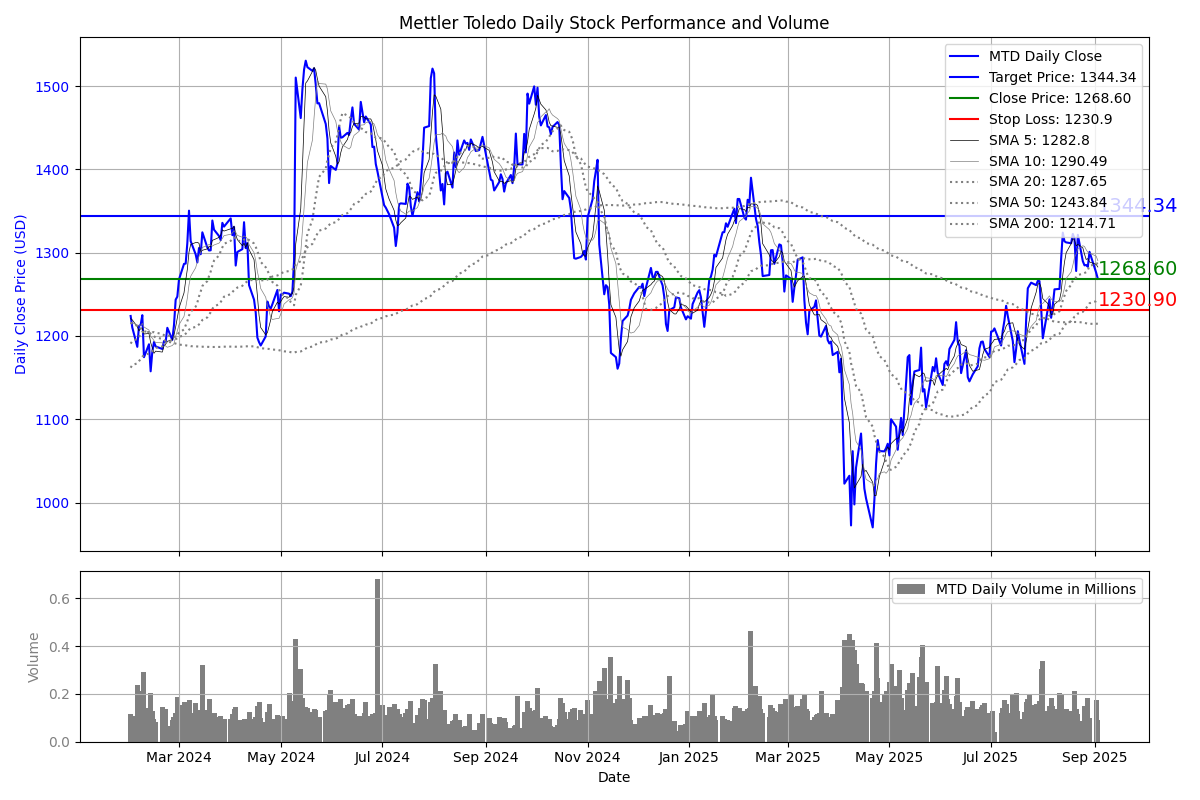 Mettler Toledo Daily Stock Performance and Volume
MTD Daily Close
Target Price: 1344.34
Close Price: 1268.60
Stop Loss: 1230.9
SMA 5: 1282.8
SMA 10: 1290.49
SMA 20: 1287.65
SMA 50: 1243.84
SMA 200: 1214.71
1344.34
1268.60
1230.90
Daily Close Price (USD)
1500
1400
1300
1200
1100
1000
MTD Daily Volume in Millions
Volume
0.6
0.4
0.2
0.0
Mar 2024
May 2024
Jul 2024
Sep 2024
Nov 2024
Jan 2025
Mar 2025
May 2025
Jul 2025
Sep 2025
Date